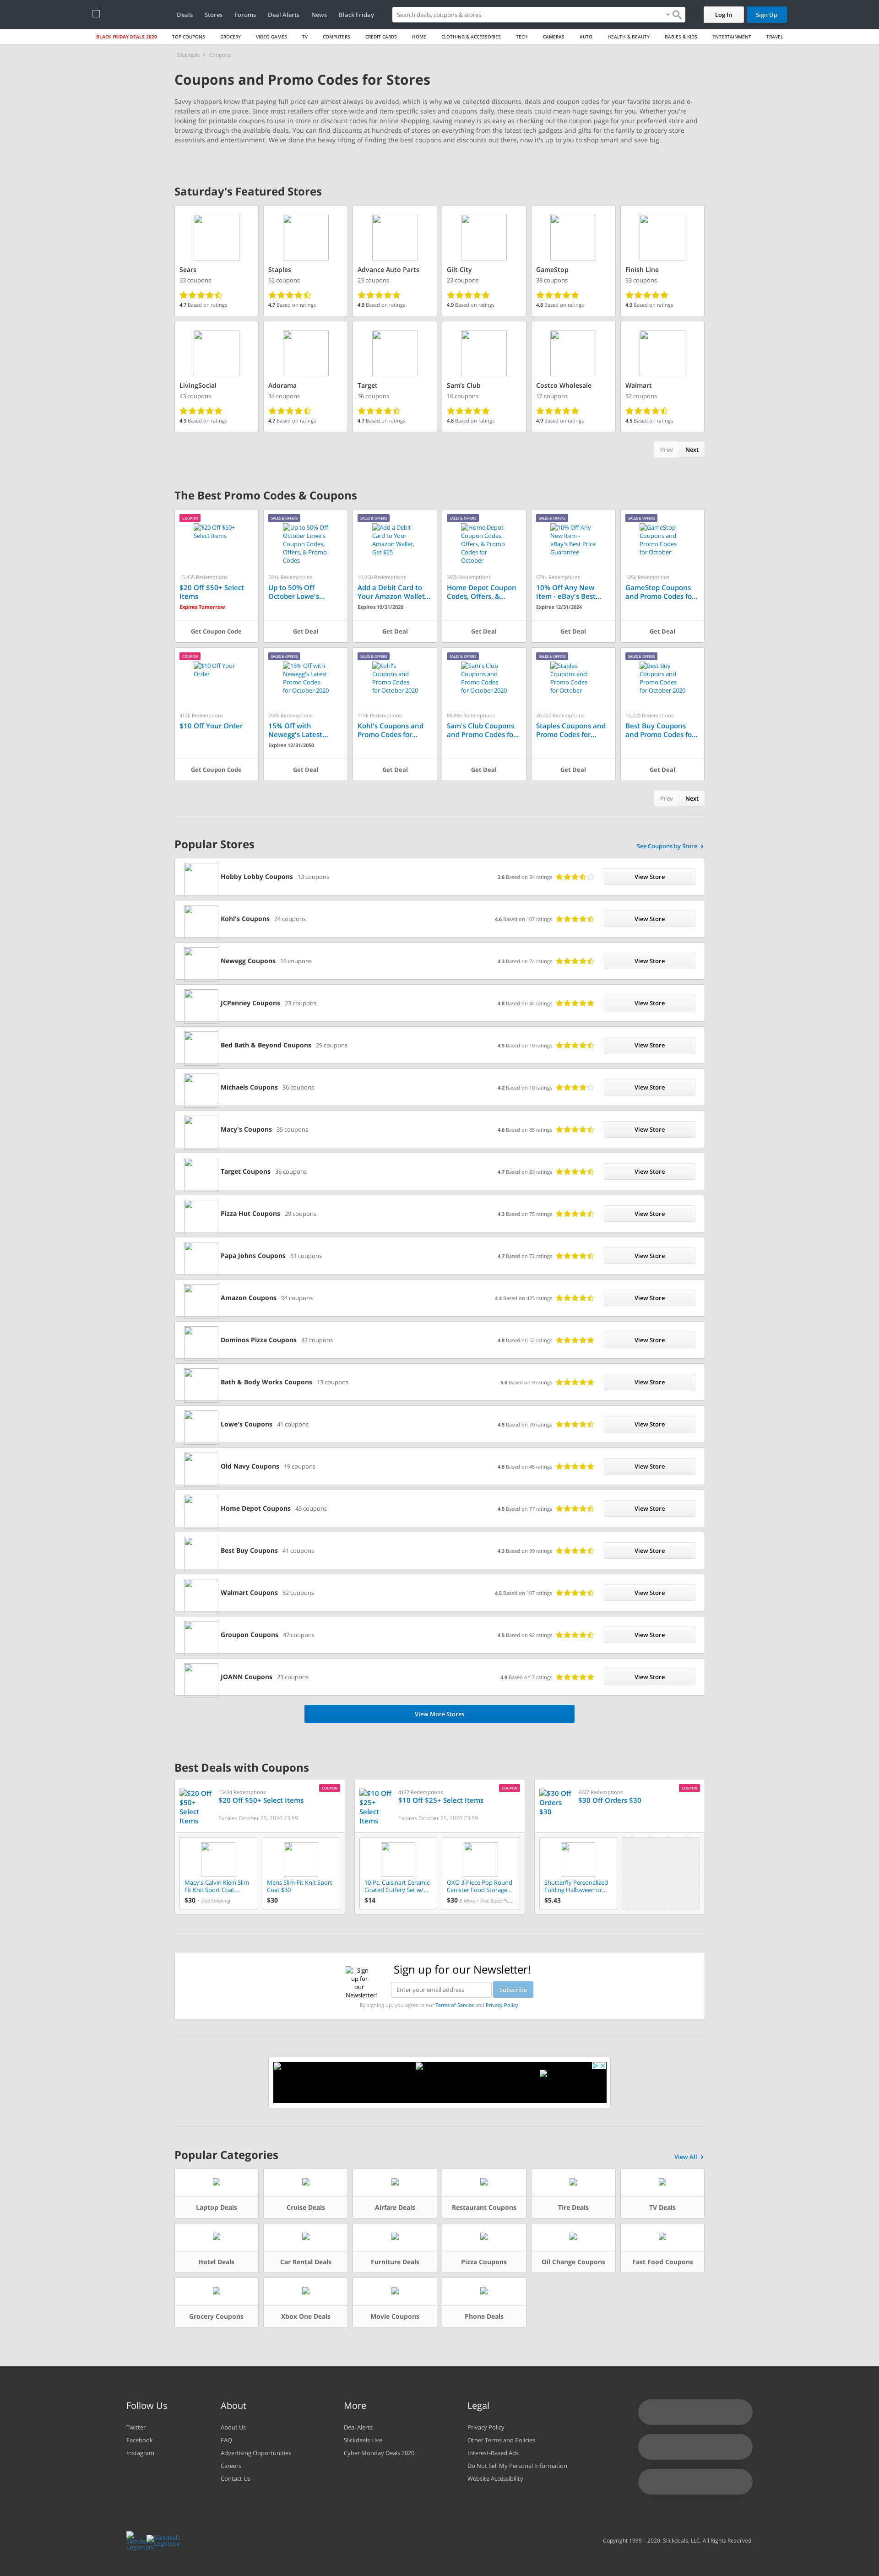 Deals Stores Forums Deal Alerts News Black Friday Search deals, coupons & stores Log In Sign Up
BLACK FRIDAY DEALS 2020 TOP COUPONS GROCERY VIDEO GAMES TV COMPUTERS CREDIT CARDS HOME CLOTHING & ACCESSORIES TECH CAMERAS AUTO HEALTH & BEAUTY BABIES & KIDS ENTERTAINMENT TRAVEL
Slickdeals › Coupons
Coupons and Promo Codes for Stores
Savvy shoppers know that paying full price can almost always be avoided, which is why we've collected discounts, deals and coupon codes for your favorite stores and e-
retailers all in one place. Since most retailers offer store-wide and item-specific sales and coupons daily, these deals could mean huge savings for you. Whether you're
looking for printable coupons to use in store or discount codes for online shopping, saving money is as easy as checking out the coupon page for your preferred store and
browsing through the available deals. You can find discounts at hundreds of stores on everything from the latest tech gadgets and gifts for the holidays to grocery store
essentials and entertainment. We've done the heavy lifting of finding the best coupons and discounts out there, now it's up to you to shop smart and save big.
Saturday's Featured Stores
Sears
33 coupons
4.7 Based on ratings
Staples
62 coupons
4.7 Based on ratings
Advance Auto Parts
23 coupons
4.9 Based on ratings
Gilt City
23 coupons
4.9 Based on ratings
GameStop
38 coupons
4.8 Based on ratings
Finish Line
33 coupons
4.9 Based on ratings
LivingSocial
43 coupons
4.9 Based on ratings
Adorama
34 coupons
4.7 Based on ratings
Target
36 coupons
4.7 Based on ratings
Sam's Club
16 coupons
4.8 Based on ratings
Costco Wholesale
12 coupons
4.9 Based on ratings
Walmart
52 coupons
4.5 Based on ratings
Prev Next
The Best Promo Codes & Coupons
COUPON
$20 Off $50+
Select Items
15,435 Redemptions
$20 Off $50+ Select
Items
Expires Tomorrow
Get Coupon Code
SALES & OFFERS
Up to 50% Off
October Lowe's
Coupon Codes,
Offers, & Promo
Codes
591k Redemptions
Up to 50% Off
October Lowe's...
Get Deal
SALES & OFFERS
Add a Debit
Card to Your
Amazon Wallet,
Get $25
10,050 Redemptions
Add a Debit Card to
Your Amazon Wallet...
Expires 10/31/2020
Get Deal
SALES & OFFERS
Home Depot
Coupon Codes,
Offers, & Promo
Codes for
October
397k Redemptions
Home Depot Coupon
Codes, Offers, &...
Get Deal
SALES & OFFERS
10% Off Any
New Item -
eBay's Best Price
Guarantee
674k Redemptions
10% Off Any New
Item - eBay's Best...
Expires 12/31/2024
Get Deal
SALES & OFFERS
GameStop
Coupons and
Promo Codes
for October
185k Redemptions
GameStop Coupons
and Promo Codes fo...
Get Deal
COUPON
$10 Off Your
Order
412k Redemptions
$10 Off Your Order
Get Coupon Code
SALES & OFFERS
15% Off with
Newegg's Latest
Promo Codes
for October 2020
259k Redemptions
15% Off with
Newegg's Latest...
Expires 12/31/2050
Get Deal
SALES & OFFERS
Kohl's
Coupons and
Promo Codes
for October 2020
115k Redemptions
Kohl's Coupons and
Promo Codes for...
Get Deal
SALES & OFFERS
Sam's Club
Coupons and
Promo Codes
for October 2020
86,886 Redemptions
Sam's Club Coupons
and Promo Codes fo...
Get Deal
SALES & OFFERS
Staples
Coupons and
Promo Codes
for October
40,327 Redemptions
Staples Coupons and
Promo Codes for...
Get Deal
SALES & OFFERS
Best Buy
Coupons and
Promo Codes
for October 2020
15,220 Redemptions
Best Buy Coupons
and Promo Codes fo...
Get Deal
Prev Next
Popular Stores See Coupons by Store ›
Hobby Lobby Coupons 13 coupons 3.6 Based on 34 ratings View Store
Kohl's Coupons 24 coupons 4.6 Based on 107 ratings View Store
Newegg Coupons 16 coupons 4.3 Based on 74 ratings View Store
JCPenney Coupons 23 coupons 4.8 Based on 44 ratings View Store
Bed Bath & Beyond Coupons 29 coupons 4.5 Based on 10 ratings View Store
Michaels Coupons 36 coupons 4.2 Based on 10 ratings View Store
Macy's Coupons 35 coupons 4.6 Based on 85 ratings View Store
Target Coupons 36 coupons 4.7 Based on 83 ratings View Store
Pizza Hut Coupons 29 coupons 4.3 Based on 75 ratings View Store
Papa Johns Coupons 61 coupons 4.7 Based on 72 ratings View Store
Amazon Coupons 94 coupons 4.4 Based on 425 ratings View Store
Dominos Pizza Coupons 47 coupons 4.8 Based on 52 ratings View Store
Bath & Body Works Coupons 13 coupons 5.0 Based on 9 ratings View Store
Lowe's Coupons 41 coupons 4.5 Based on 70 ratings View Store
Old Navy Coupons 19 coupons 4.8 Based on 45 ratings View Store
Home Depot Coupons 45 coupons 4.5 Based on 77 ratings View Store
Best Buy Coupons 41 coupons 4.3 Based on 99 ratings View Store
Walmart Coupons 52 coupons 4.5 Based on 107 ratings View Store
Groupon Coupons 47 coupons 4.5 Based on 92 ratings View Store
JOANN Coupons 23 coupons 4.9 Based on 7 ratings View Store
View More Stores
Best Deals with Coupons
COUPON
$20 Off
$50+
Select
Items
15434 Redemptions
$20 Off $50+ Select Items
Expires October 25, 2020 23:59
Macy's-Calvin Klein Slim
Fit Knit Sport Coat...
$30 + Free Shipping
Mens Slim-Fit Knit Sport
Coat $30
$30
COUPON
$10 Off
$25+
Select
Items
4177 Redemptions
$10 Off $25+ Select Items
Expires October 25, 2020 23:59
10-Pc. Cuisinart Ceramic-
Coated Cutlery Set w/...
$14
OXO 3-Piece Pop Round
Canister Food Storage...
$30 & More + Free Store Pic...
COUPON
$30 Off
Orders
$30
3327 Redemptions
$30 Off Orders $30
Shutterfly Personalized
Folding Halloween or...
$5.43
Sign
up for
our
Newsletter!
Sign up for our Newsletter!
Enter your email address Subscribe
By signing up, you agree to our Terms of Service and Privacy Policy.
Popular Categories View All ›
Laptop Deals Cruise Deals Airfare Deals Restaurant Coupons Tire Deals TV Deals
Hotel Deals Car Rental Deals Furniture Deals Pizza Coupons Oil Change Coupons Fast Food Coupons
Grocery Coupons Xbox One Deals Movie Coupons Phone Deals
Follow Us
Twitter
Facebook
Instagram
About
About Us
FAQ
Advertising Opportunities
Careers
Contact Us
More
Deal Alerts
Slickdeals Live
Cyber Monday Deals 2020
Legal
Privacy Policy
Other Terms and Policies
Interest-Based Ads
Do Not Sell My Personal Information
Website Accessibility
Slickdeals
Logotype
Copyright 1999 – 2020. Slickdeals, LLC. All Rights Reserved.